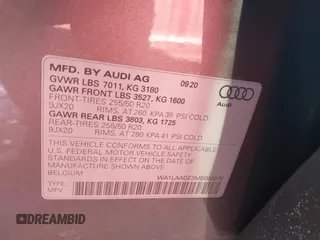 MFD. BY AUDI AG 09 20
GVWR LBS 7011, KG 3180
GAWR FRONT LBS 3527, KG 1600
FRONT-TIRES 255/50 R20
9JX20 RIMS, AT 260 KPA 38 PSI COLD
GAWR REAR LBS 3803, KG 1725
REAR-TIRES 255/50 R20
9JX20 RIMS, AT 280 KPA 41 PSI COLD
THIS VEHICLE CONFORMS TO ALL APPLICABLE
U.S. FEDERAL MOTOR VEHICLE SAFETY
STANDARDS IN EFFECT ON THE DATE OF
MANUFACTURE SHOWN ABOVE
BELGIUM
TYPE:
MPV
Audi
DREAMBID